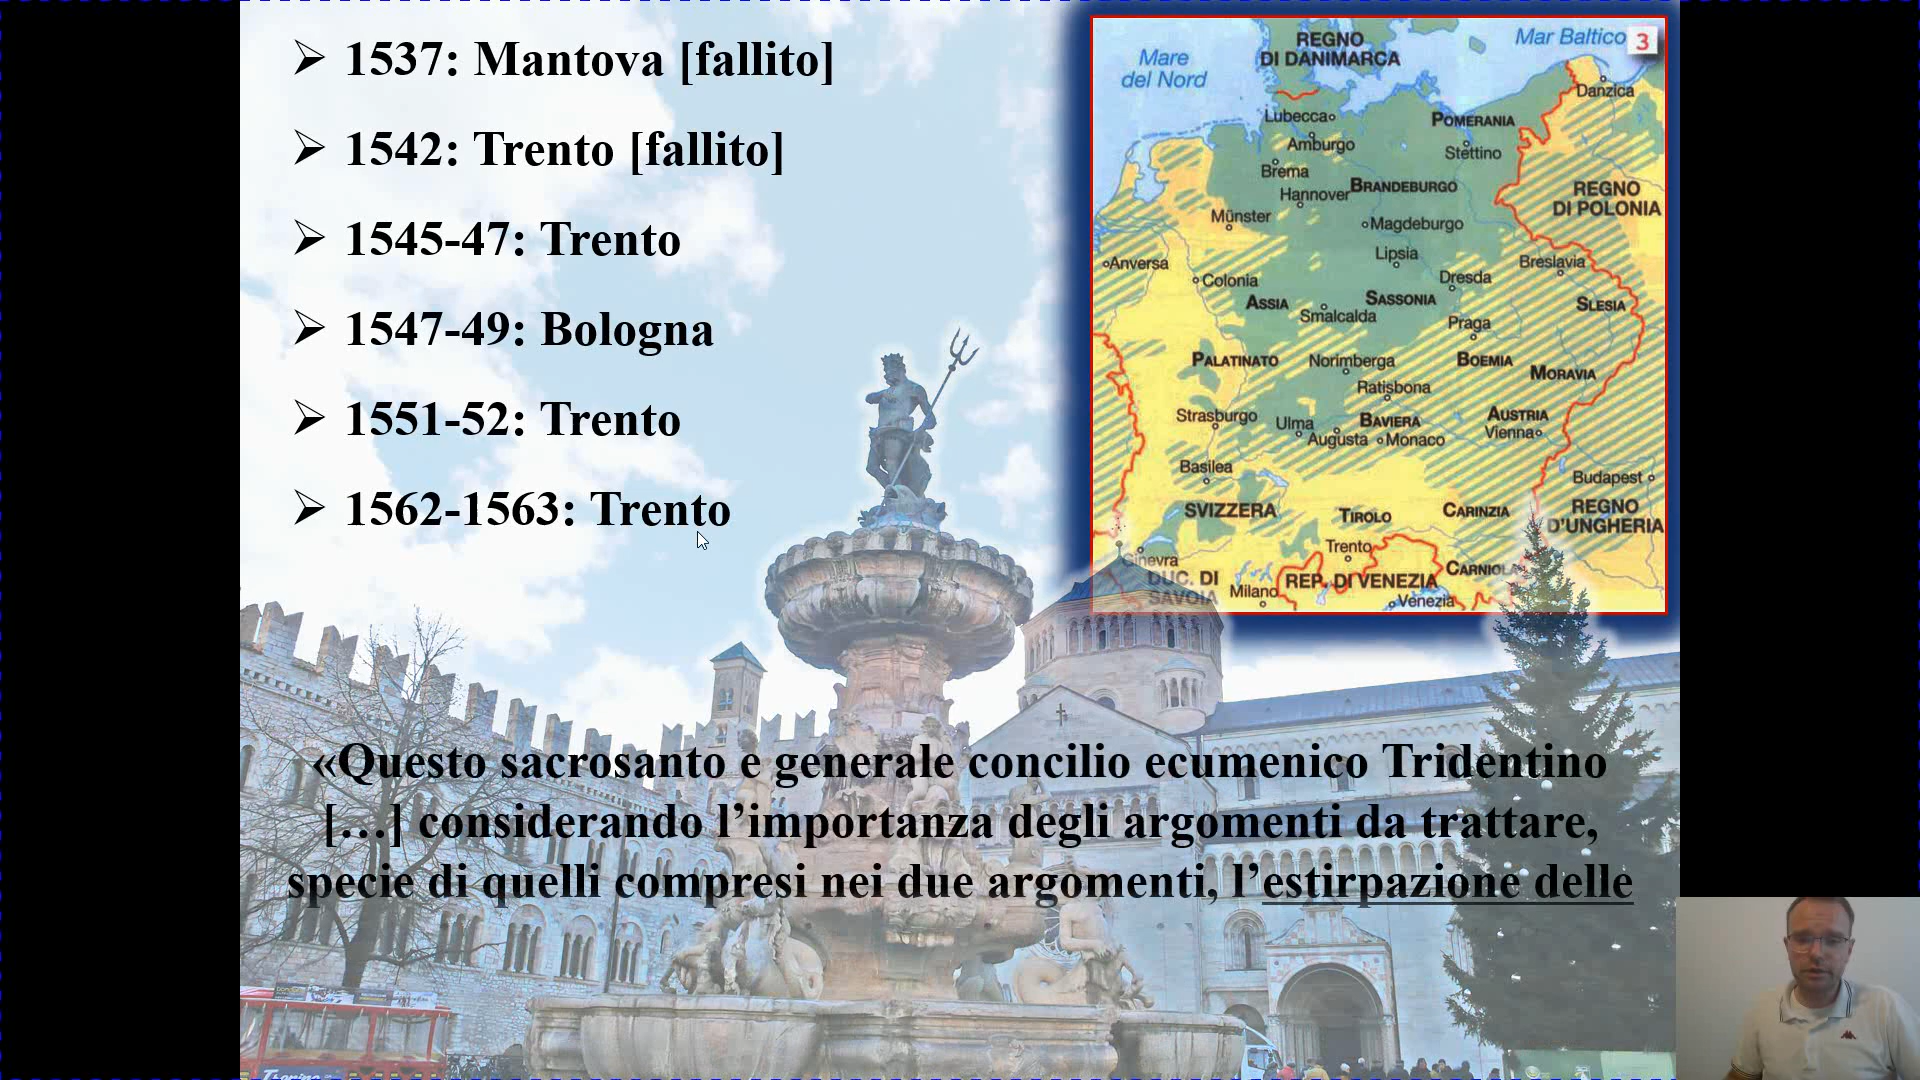 1537: Mantova [fallito]
1542: Trento [fallito]
1545-47: Trento
1547-49: Bologna
1551-52: Trento
1562-1563: Trento
3
Mare
del Nord
REGNO
DI DANIMARCA
Mar Baltico
Danzica
Lubecca
POMERANIA
Amburgo
Stettino
Brema
Hannover
BRANDEBURGO
REGNO
DI POLONIA
Münster
Magdeburgo
Lipsia
Anversa
Colonia
Dresda
Breslavia
ASSIA
SASSONIA
SLESIA
Smalcalda
Praga
PALATINATO
Norimberga
BOEMIA
MORAVIA
Ratisbona
Strasburgo
Ulma
BAVIERA
AUSTRIA
Augusta
Monaco
Vienna
Basilea
Budapest
SVIZZERA
TIROLO
CARINZIA
REGNO
D'UNGHERIA
Trento
Ginevra
DUC. DI
SAVOIA
Milano
REP. DI VENEZIA
CARNIOLA
Venezia
«Questo sacrosanto e generale concilio ecumenico Tridentino
[…] considerando l’importanza degli argomenti da trattare,
specie di quelli compresi nei due argomenti, l’estirpazione delle